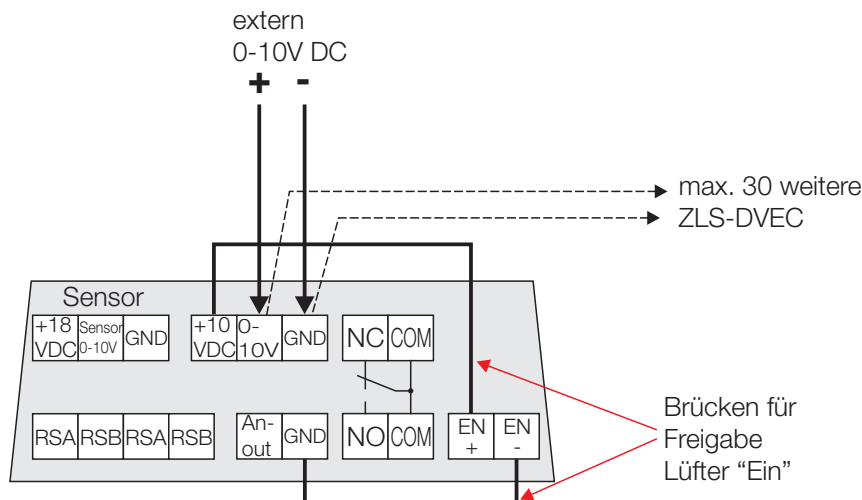 extern
0-10V DC
+ -
max. 30 weitere
ZLS-DVEC
Sensor
+18 VDC
Sensor 0-10V
GND
+10 VDC
0-10V
GND
NC
COM
RSA
RSB
RSA
RSB
An-out
GND
NO
COM
EN +
EN -
Brücken für
Freigabe
Lüfter “Ein”